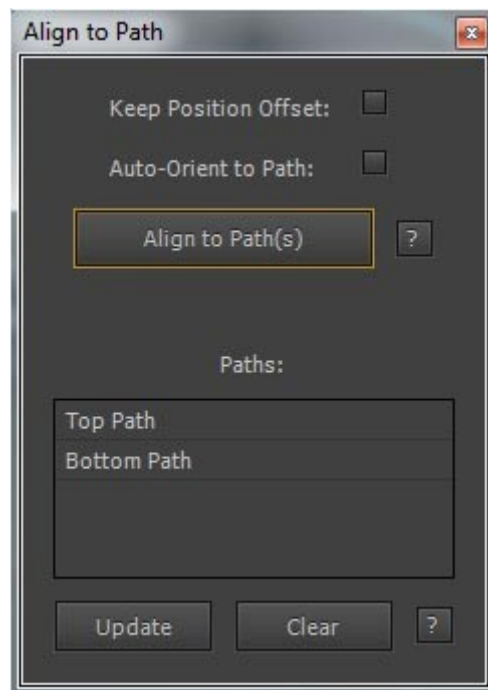 Align to Path
Keep Position Offset:
Auto-Orient to Path:
Align to Path(s) ?
Paths:
Top Path
Bottom Path
Update Clear ?